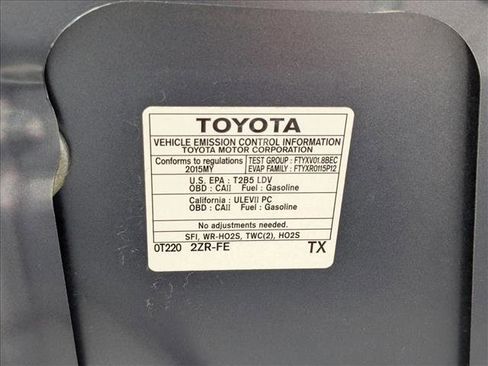 TOYOTA
VEHICLE EMISSION CONTROL INFORMATION
TOYOTA MOTOR CORPORATION
Conforms to regulations TEST GROUP : FTYXV01.8BEC
2015MY EVAP FAMILY: FTYXR0115P12
U.S. EPA : T2B5 LDV
OBD : CAII Fuel : Gasoline
California : ULEVII PC
OBD : CAII Fuel : Gasoline
No adjustments needed.
SFI, WR-HO2S, TWC(2), HO2S
0T220 2ZR-FE TX